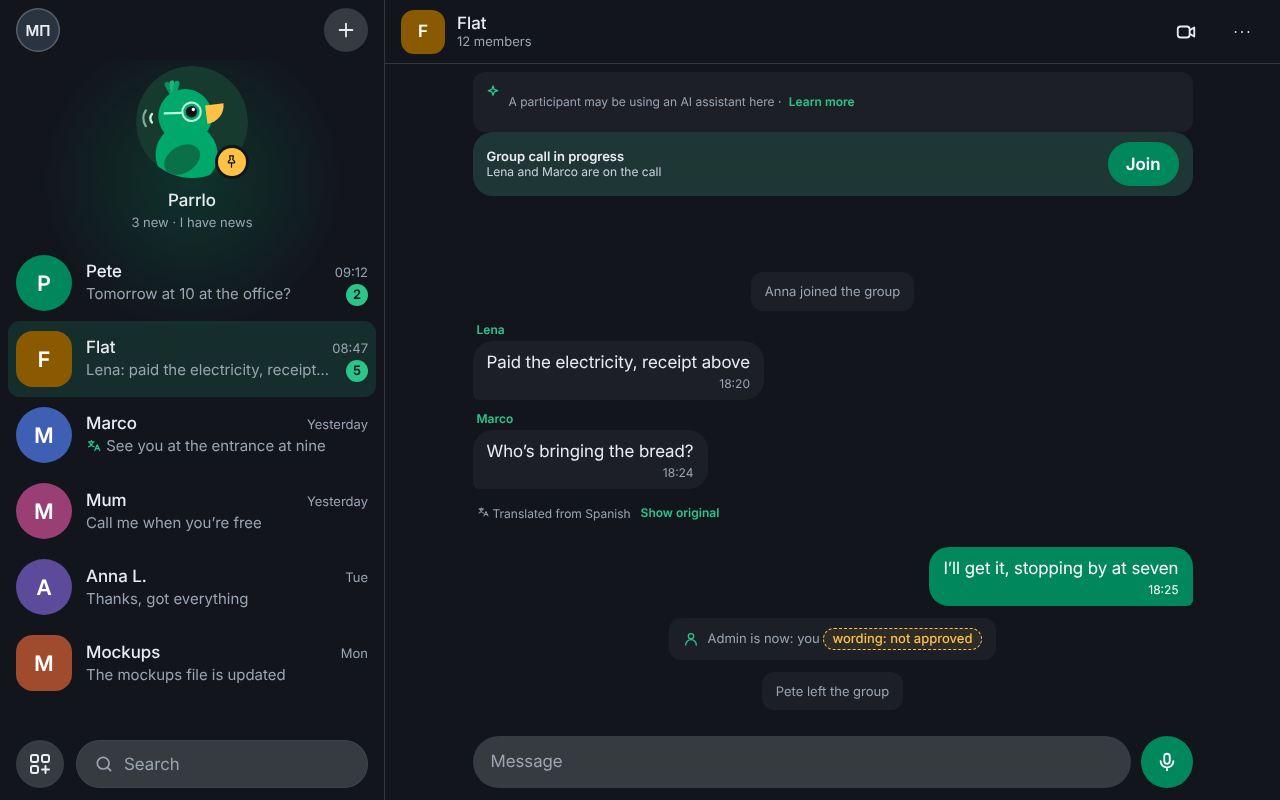 МП
Parrlo
3 new · I have news
P
Pete
09:12
Tomorrow at 10 at the office?
2
F
Flat
08:47
Lena: paid the electricity, receipt...
5
M
Marco
Yesterday
See you at the entrance at nine
M
Mum
Yesterday
Call me when you’re free
A
Anna L.
Tue
Thanks, got everything
M
Mockups
Mon
The mockups file is updated
Search
F
Flat
12 members
A participant may be using an AI assistant here · Learn more
Group call in progress
Lena and Marco are on the call
Join
Anna joined the group
Lena
Paid the electricity, receipt above
18:20
Marco
Who’s bringing the bread?
18:24
Translated from Spanish Show original
I’ll get it, stopping by at seven
18:25
Admin is now: you wording: not approved
Pete left the group
Message